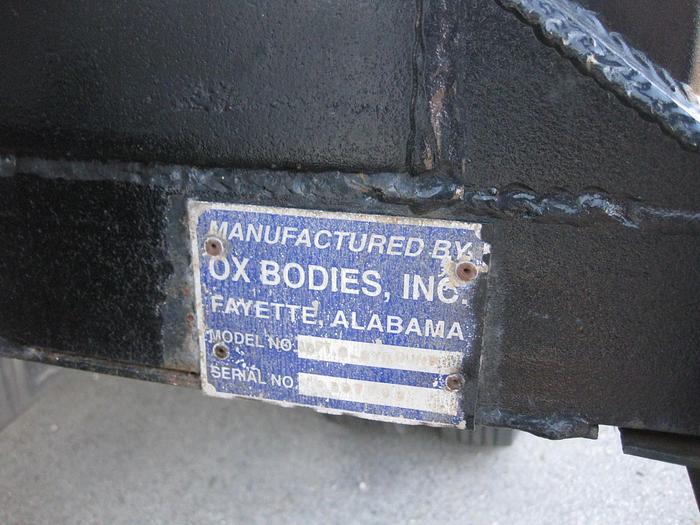 MANUFACTURED BY
OX BODIES, INC.
FAYETTE, ALABAMA
MODEL NO.
SERIAL NO.